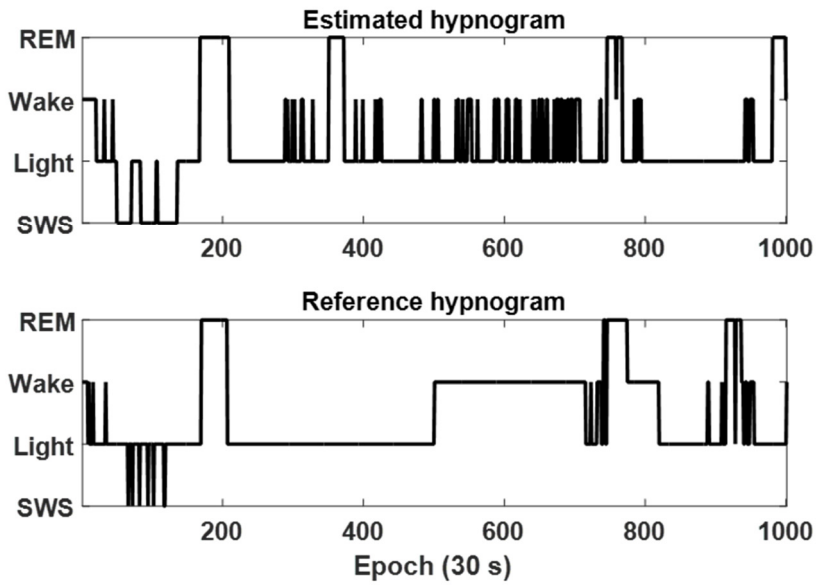 Estimated hypnogram
REM
Wake
Light
SWS
200 400 600 800 1000
Reference hypnogram
REM
Wake
Light
SWS
200 400 600 800 1000
Epoch (30 s)